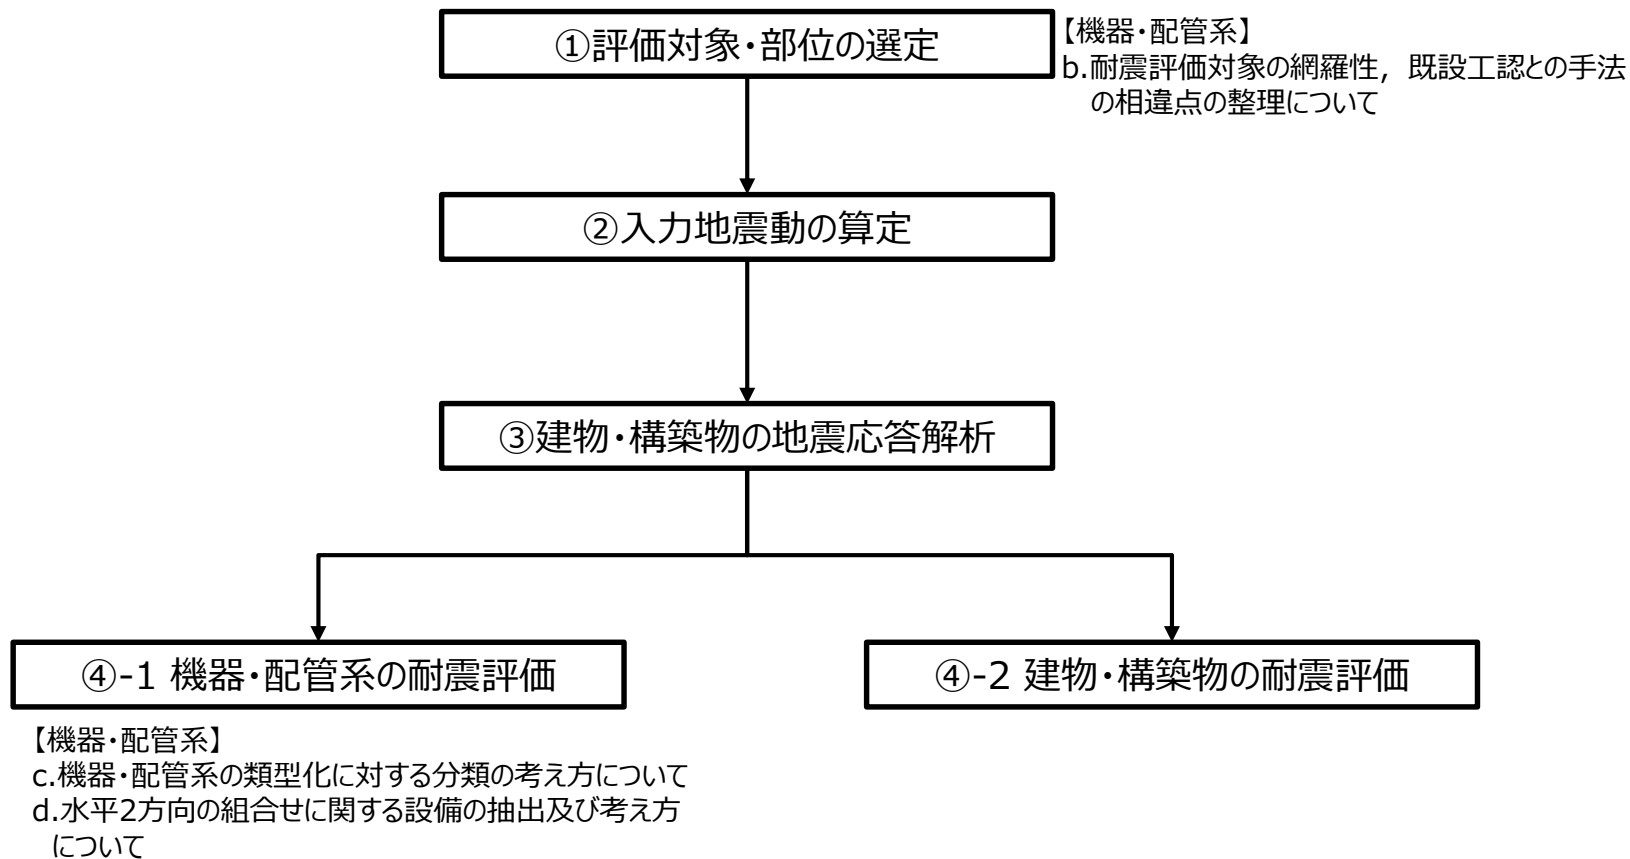 ①評価対象・部位の選定
【機器・配管系】
b.耐震評価対象の網羅性，既設工認との手法
の相違点の整理について
②入力地震動の算定
③建物・構築物の地震応答解析
④-1 機器・配管系の耐震評価
④-2 建物・構築物の耐震評価
【機器・配管系】
c.機器・配管系の類型化に対する分類の考え方について
d.水平2方向の組合せに関する設備の抽出及び考え方
について